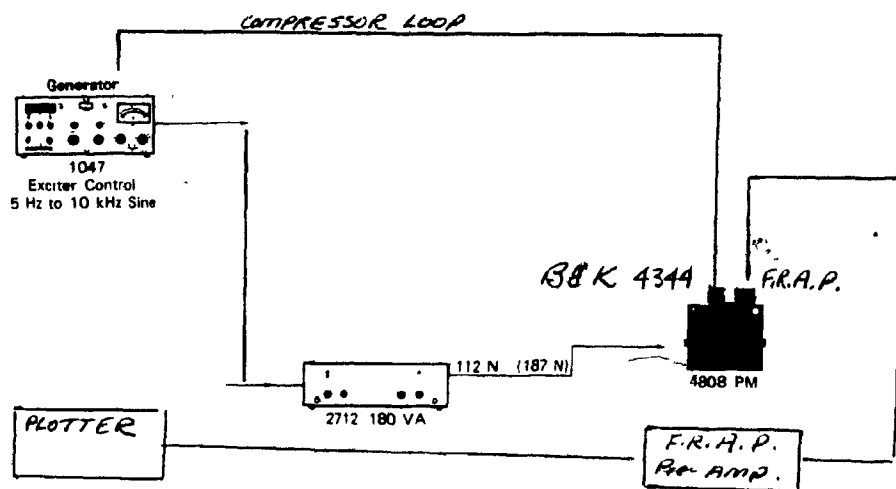 COMPRESSOR LOOP
Generator
1047
Exciter Control
5 Hz to 10 kHz Sine
B&K 4344
F.R.A.P.
4808 PM
112 N (187 N)
2712 180 VA
PLOTTER
F.R.A.P.
Pre AMP.